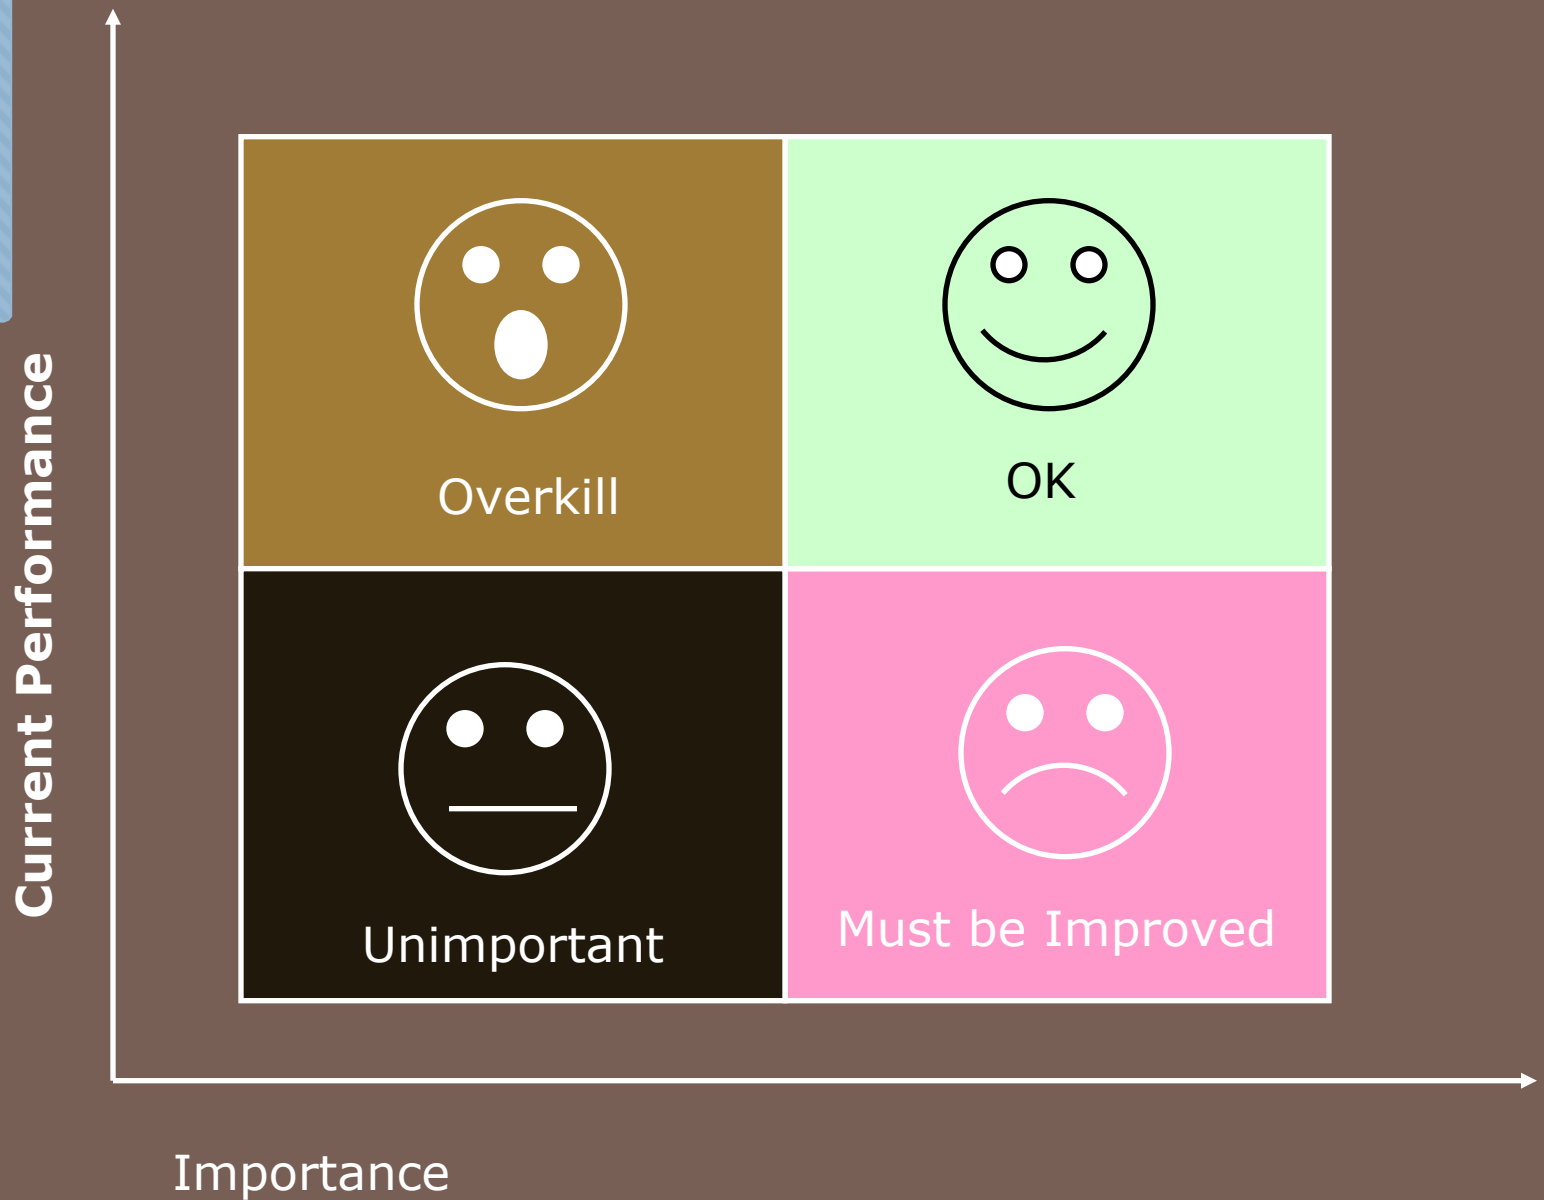 Current Performance
Overkill
OK
Unimportant
Must be Improved
Importance